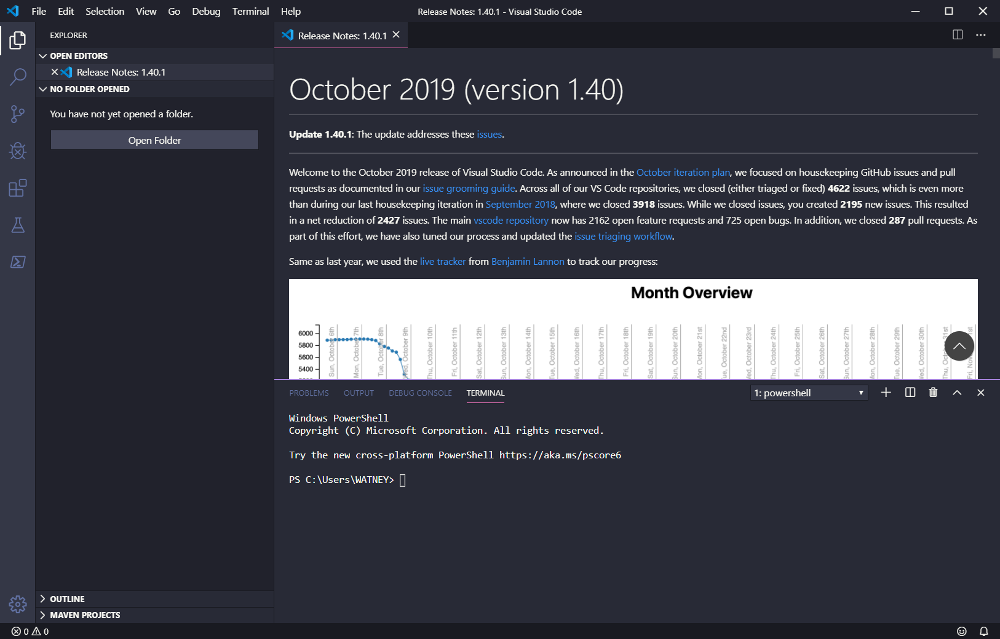 File Edit Selection View Go Debug Terminal Help
Release Notes: 1.40.1 - Visual Studio Code
EXPLORER
OPEN EDITORS
Release Notes: 1.40.1
NO FOLDER OPENED
You have not yet opened a folder.
Open Folder
OUTLINE
MAVEN PROJECTS
Release Notes: 1.40.1
October 2019 (version 1.40)
Update 1.40.1: The update addresses these issues.
Welcome to the October 2019 release of Visual Studio Code. As announced in the October iteration plan, we focused on housekeeping GitHub issues and pull
requests as documented in our issue grooming guide. Across all of our VS Code repositories, we closed (either triaged or fixed) 4622 issues, which is even more
than during our last housekeeping iteration in September 2018, where we closed 3918 issues. While we closed issues, you created 2195 new issues. This resulted
in a net reduction of 2427 issues. The main vscode repository now has 2162 open feature requests and 725 open bugs. In addition, we closed 287 pull requests. As
part of this effort, we have also tuned our process and updated the issue triaging workflow.
Same as last year, we used the live tracker from Benjamin Lannon to track our progress:
Month Overview
6000
5800
5600
5400
Sun, October 6th
Mon, October 7th
Tue, October 8th
Wed, October 9th
Thu, October 10th
Fri, October 11th
Sat, October 12th
Sun, October 13th
Mon, October 14th
Tue, October 15th
Wed, October 16th
Thu, October 17th
Fri, October 18th
Sat, October 19th
Sun, October 20th
Mon, October 21st
Tue, October 22nd
Wed, October 23rd
Thu, October 24th
Fri, October 25th
Sat, October 26th
Sun, October 27th
Mon, October 28th
Tue, October 29th
Wed, October 30th
Thu, October 31st
PROBLEMS OUTPUT DEBUG CONSOLE TERMINAL
1: powershell
Windows PowerShell
Copyright (C) Microsoft Corporation. All rights reserved.
Try the new cross-platform PowerShell https://aka.ms/pscore6
PS C:\Users\WATNEY>
0 0